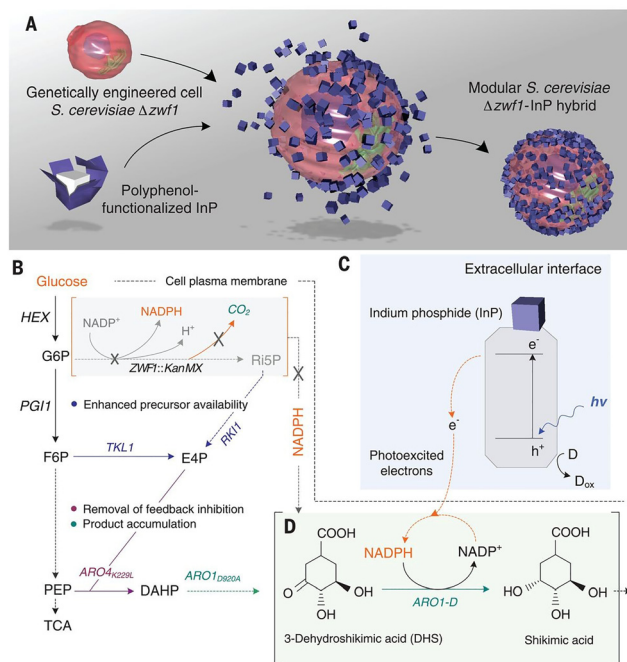 A
Genetically engineered cell
S. cerevisiae Δzwf1
Polyphenol-
functionalized InP
Modular S. cerevisiae
Δzwf1-InP hybrid
B
Glucose
Cell plasma membrane
HEX
NADP⁺
NADPH
H⁺
CO₂
G6P
ZWF1::KanMX
Ri5P
PGI1
Enhanced precursor availability
RKI1
NADPH
F6P
TKL1
E4P
Removal of feedback inhibition
Product accumulation
PEP
ARO4K229L
DAHP
ARO1D920A
TCA
C
Extracellular interface
Indium phosphide (InP)
e⁻
hv
e⁻
h⁺
D
Dox
Photoexcited
electrons
D
COOH
O
OH
OH
3-Dehydroshikimic acid (DHS)
NADPH
NADP⁺
ARO1-D
COOH
HO
OH
OH
Shikimic acid